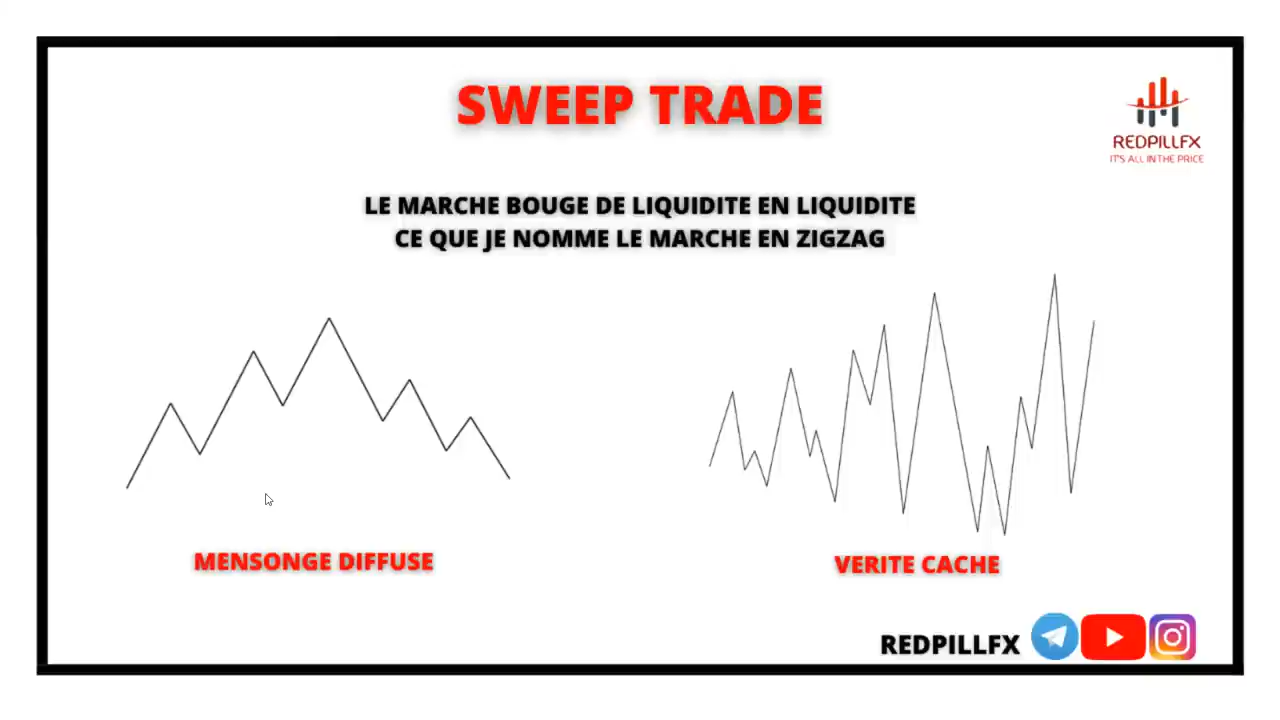 SWEEP TRADE
REDPILLFX
IT'S ALL IN THE PRICE
LE MARCHE BOUGE DE LIQUIDITE EN LIQUIDITE
CE QUE JE NOMME LE MARCHE EN ZIGZAG
MENSONGE DIFFUSE
VERITE CACHE
REDPILLFX